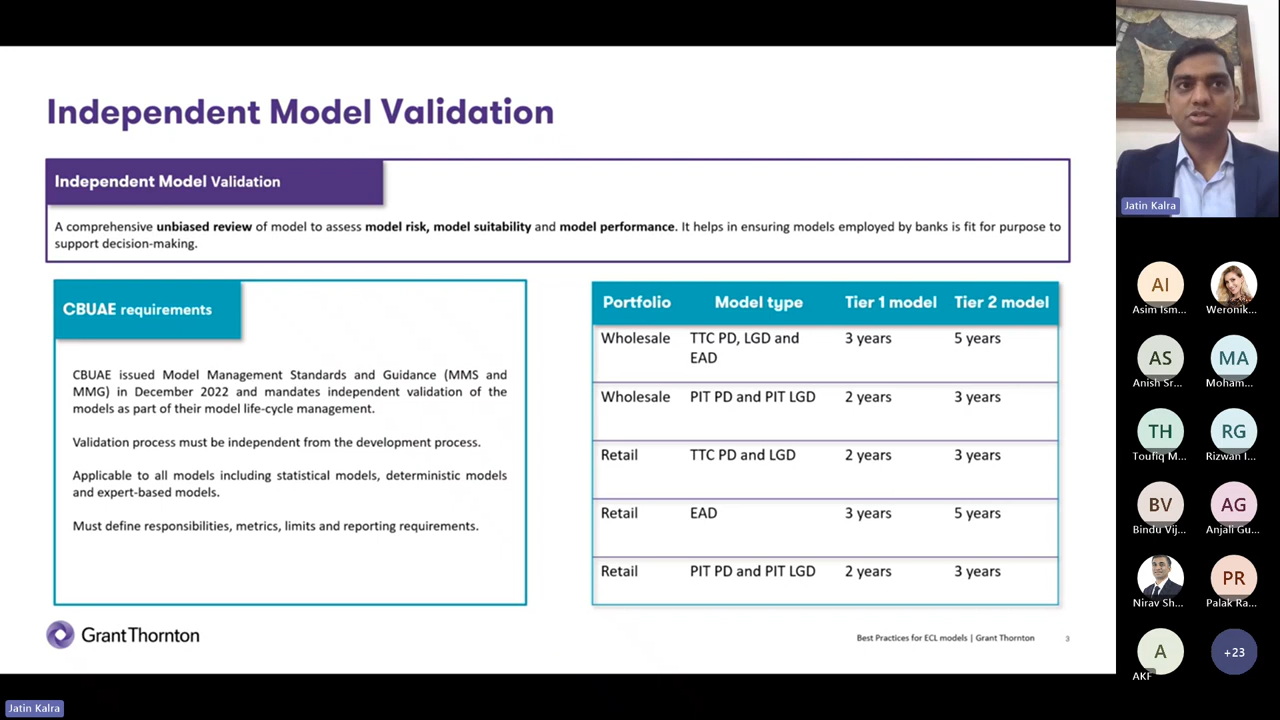 Independent Model Validation
Independent Model Validation
A comprehensive unbiased review of model to assess model risk, model suitability and model performance. It helps in ensuring models employed by banks is fit for purpose to
support decision-making.
CBUAE requirements
CBUAE issued Model Management Standards and Guidance (MMS and
MMG) in December 2022 and mandates independent validation of the
models as part of their model life-cycle management.
Validation process must be independent from the development process.
Applicable to all models including statistical models, deterministic models
and expert-based models.
Must define responsibilities, metrics, limits and reporting requirements.
Portfolio Model type Tier 1 model Tier 2 model
Wholesale TTC PD, LGD and 3 years 5 years
EAD
Wholesale PIT PD and PIT LGD 2 years 3 years
Retail TTC PD and LGD 2 years 3 years
Retail EAD 3 years 5 years
Retail PIT PD and PIT LGD 2 years 3 years
Grant Thornton
Best Practices for ECL models | Grant Thornton 3
Jatin Kalra
AI
Asim Ism... Weronik...
AS MA
Anish Sr... Moham...
TH RG
Toufiq M... Rizwan I...
BV AG
Bindu Vij... Anjali Gu...
PR
Nirav Sh... Palak Ra...
A +23
AKF
Jatin Kalra